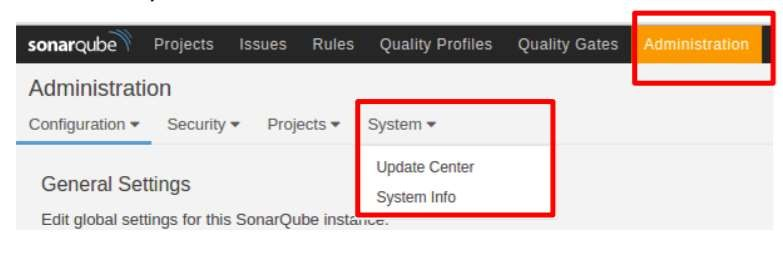 sonarqube Projects Issues Rules Quality Profiles Quality Gates Administration
Administration
Configuration Security Projects System
Update Center
System Info
General Settings
Edit global settings for this SonarQube instance.